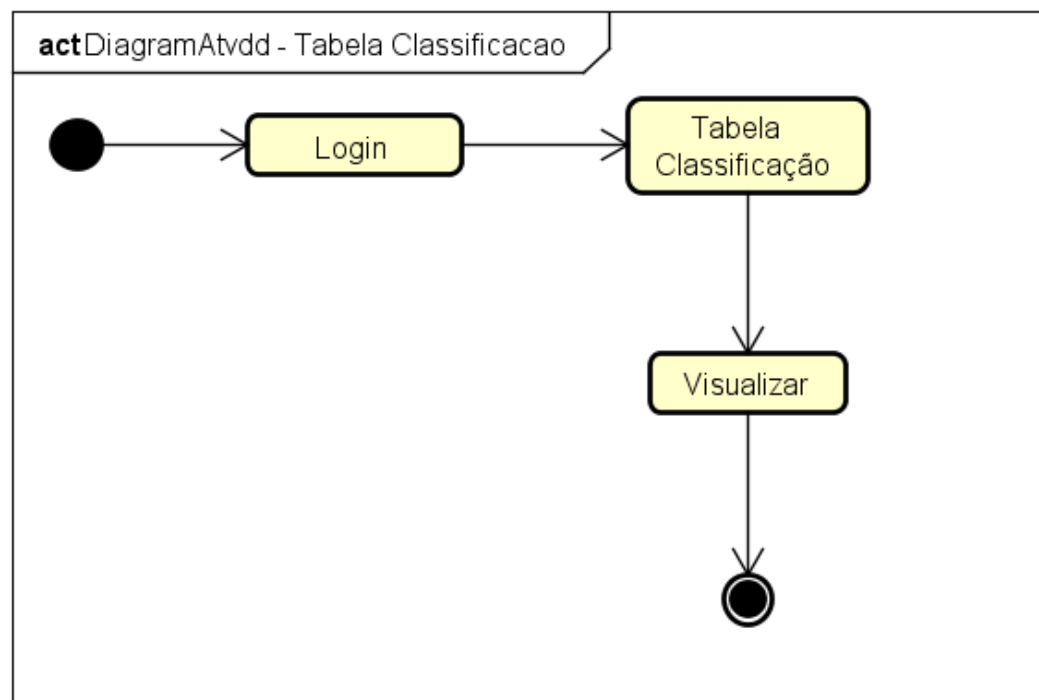 actDiagramAtvdd - Tabela Classificacao
Login
Tabela
Classificação
Visualizar